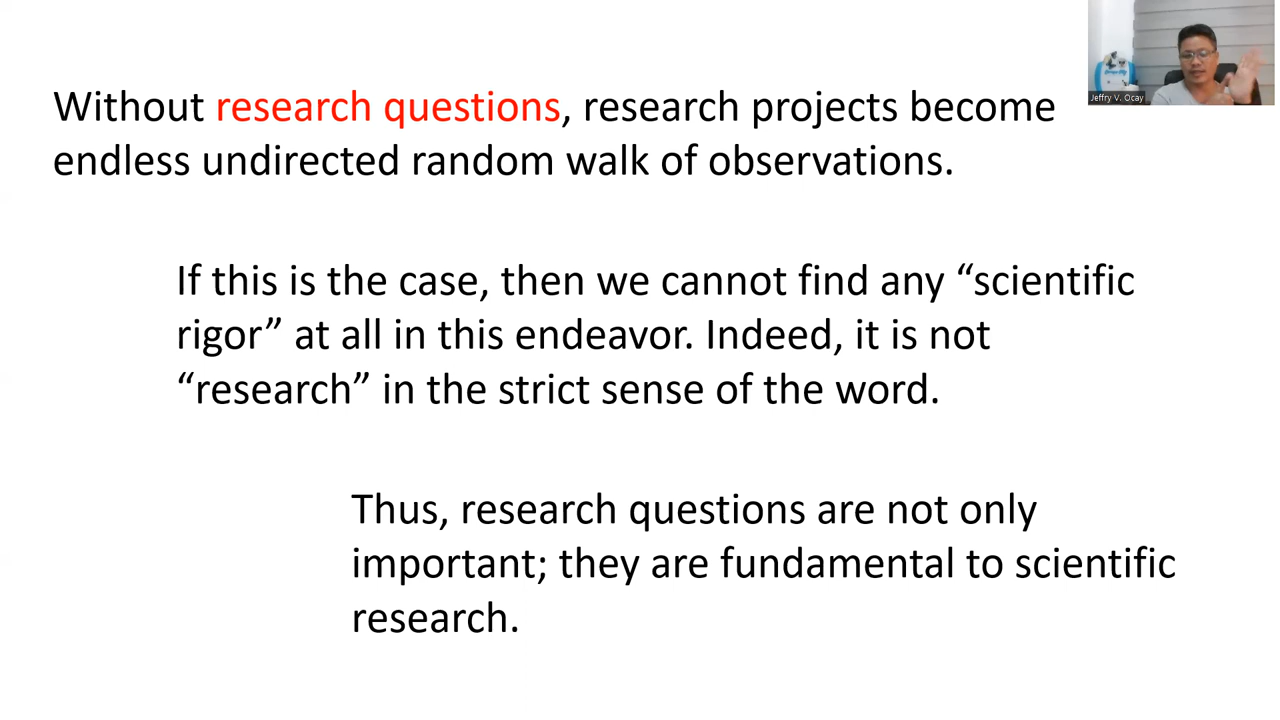 Without research questions, research projects become
endless undirected random walk of observations.
If this is the case, then we cannot find any “scientific
rigor” at all in this endeavor. Indeed, it is not
“research” in the strict sense of the word.
Thus, research questions are not only
important; they are fundamental to scientific
research.
Jeffry V. Ocay